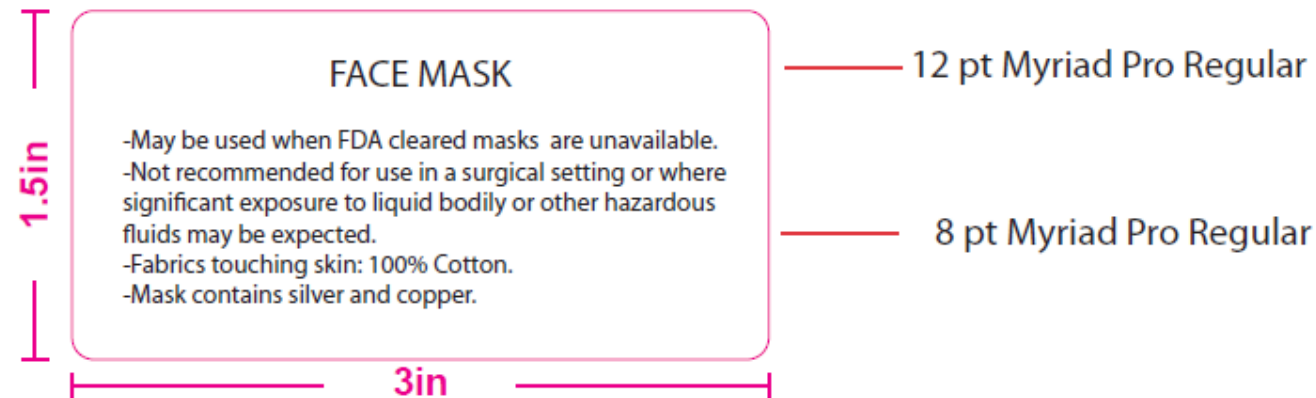 FACE MASK
12 pt Myriad Pro Regular
-May be used when FDA cleared masks  are unavailable.
-Not recommended for use in a surgical setting or where
significant exposure to liquid bodily or other hazardous
fluids may be expected.
-Fabrics touching skin: 100% Cotton.
-Mask contains silver and copper.
8 pt Myriad Pro Regular
1.5in
3in